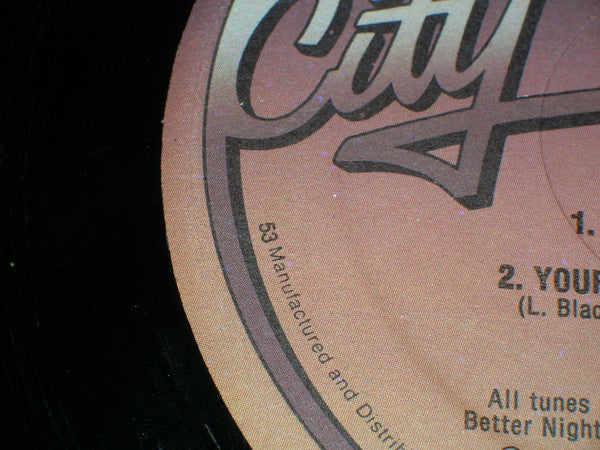 City
1.
2. YOUR
(L. Blac
All tunes
Better Night
53 Manufactured and Distrib